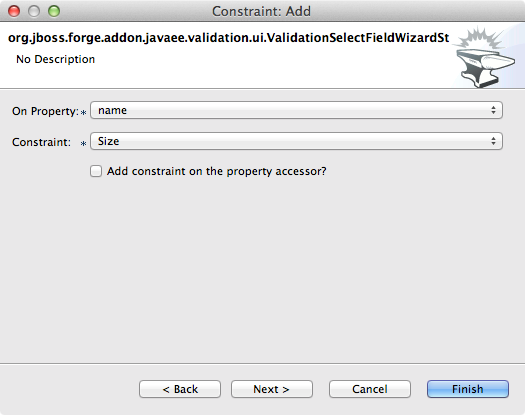 Constraint: Add
org.jboss.forge.addon.javaee.validation.ui.ValidationSelectFieldWizardSt
No Description
On Property: * name
Constraint: * Size
Add constraint on the property accessor?
< Back Next > Cancel Finish